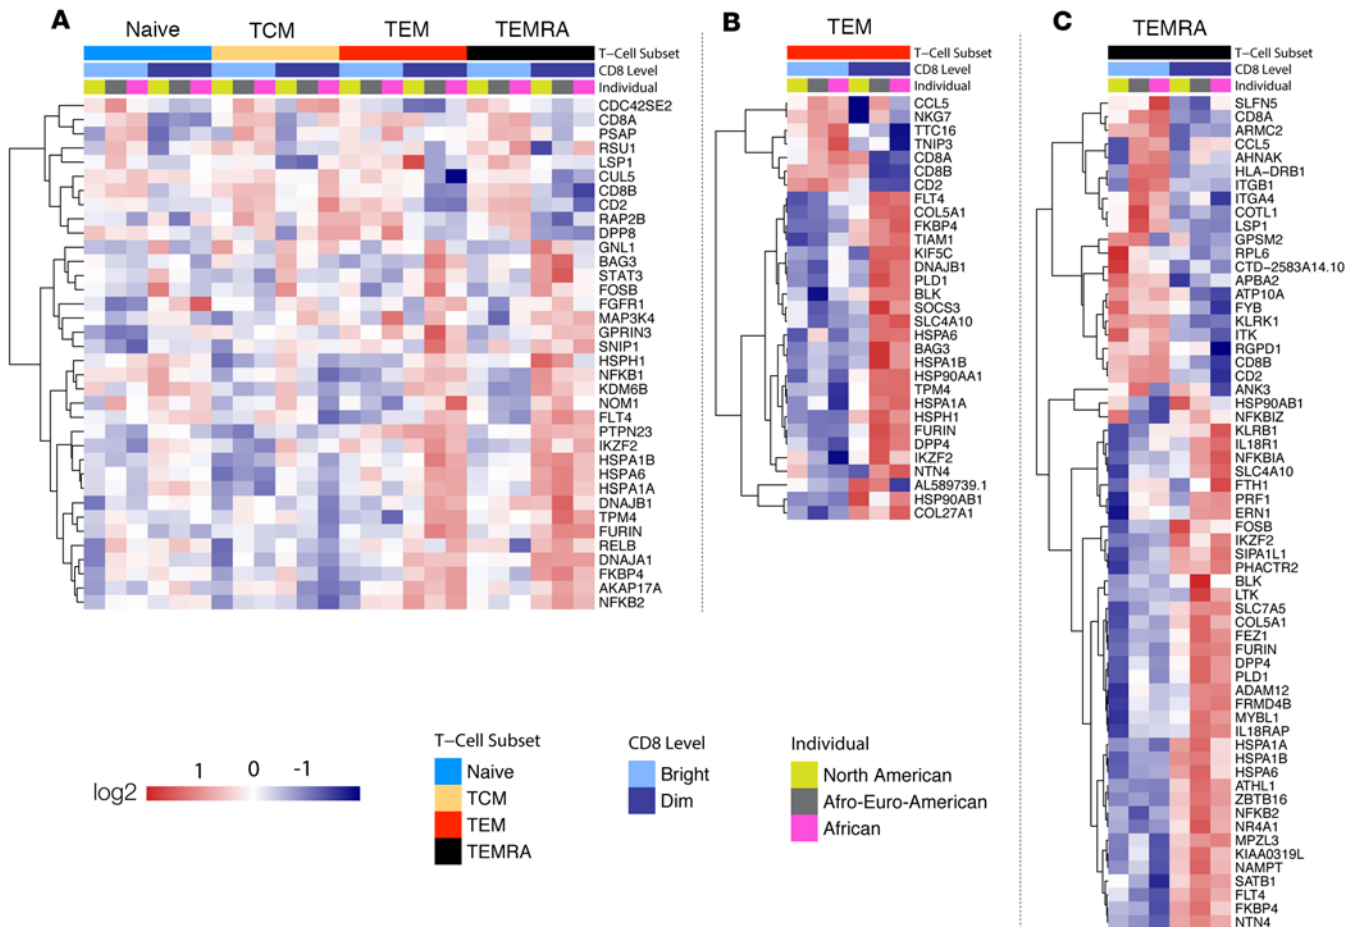 A
Naive
TCM
TEM
TEMRA
T-Cell Subset
CD8 Level
Individual
CDC42SE2
CD8A
PSAP
RSU1
LSP1
CUL5
CD8B
CD2
RAP2B
DPP8
GNL1
BAG3
STAT3
FOSB
FGFR1
MAP3K4
GPRIN3
SNIP1
HSPH1
NFKB1
KDM6B
NOM1
FLT4
PTPN23
IKZF2
HSPA1B
HSPA6
HSPA1A
DNAJB1
TPM4
FURIN
RELB
DNAJA1
FKBP4
AKAP17A
NFKB2
B
TEM
T-Cell Subset
CD8 Level
Individual
CCL5
NKG7
TTC16
TNIP3
CD8A
CD8B
CD2
FLT4
COL5A1
FKBP4
TIAM1
KIF5C
DNAJB1
PLD1
BLK
SOCS3
SLC4A10
HSPA6
BAG3
HSPA1B
HSP90AA1
TPM4
HSPA1A
HSPH1
FURIN
DPP4
IKZF2
NTN4
AL589739.1
HSP90AB1
COL27A1
C
TEMRA
T-Cell Subset
CD8 Level
Individual
SLFN5
CD8A
ARMC2
CCL5
AHNAK
HLA-DRB1
ITGB1
ITGA4
COTL1
LSP1
GPSM2
RPL6
CTD-2583A14.10
APBA2
ATP10A
FYB
KLRK1
ITK
RGPD1
CD8B
CD2
ANK3
HSP90AB1
NFKBIZ
KLRB1
IL18R1
NFKBIA
SLC4A10
FTH1
PRF1
ERN1
FOSB
IKZF2
SIPA1L1
PHACTR2
BLK
LTK
SLC7A5
COL5A1
FEZ1
FURIN
DPP4
PLD1
ADAM12
FRMD4B
MYBL1
IL18RAP
HSPA1A
HSPA1B
HSPA6
ATHL1
ZBTB16
NFKB2
NR4A1
MPZL3
KIAA0319L
NAMPT
SATB1
FLT4
FKBP4
NTN4
log2
1 0 -1
T-Cell Subset
Naive
TCM
TEM
TEMRA
CD8 Level
Bright
Dim
Individual
North American
Afro-Euro-American
African